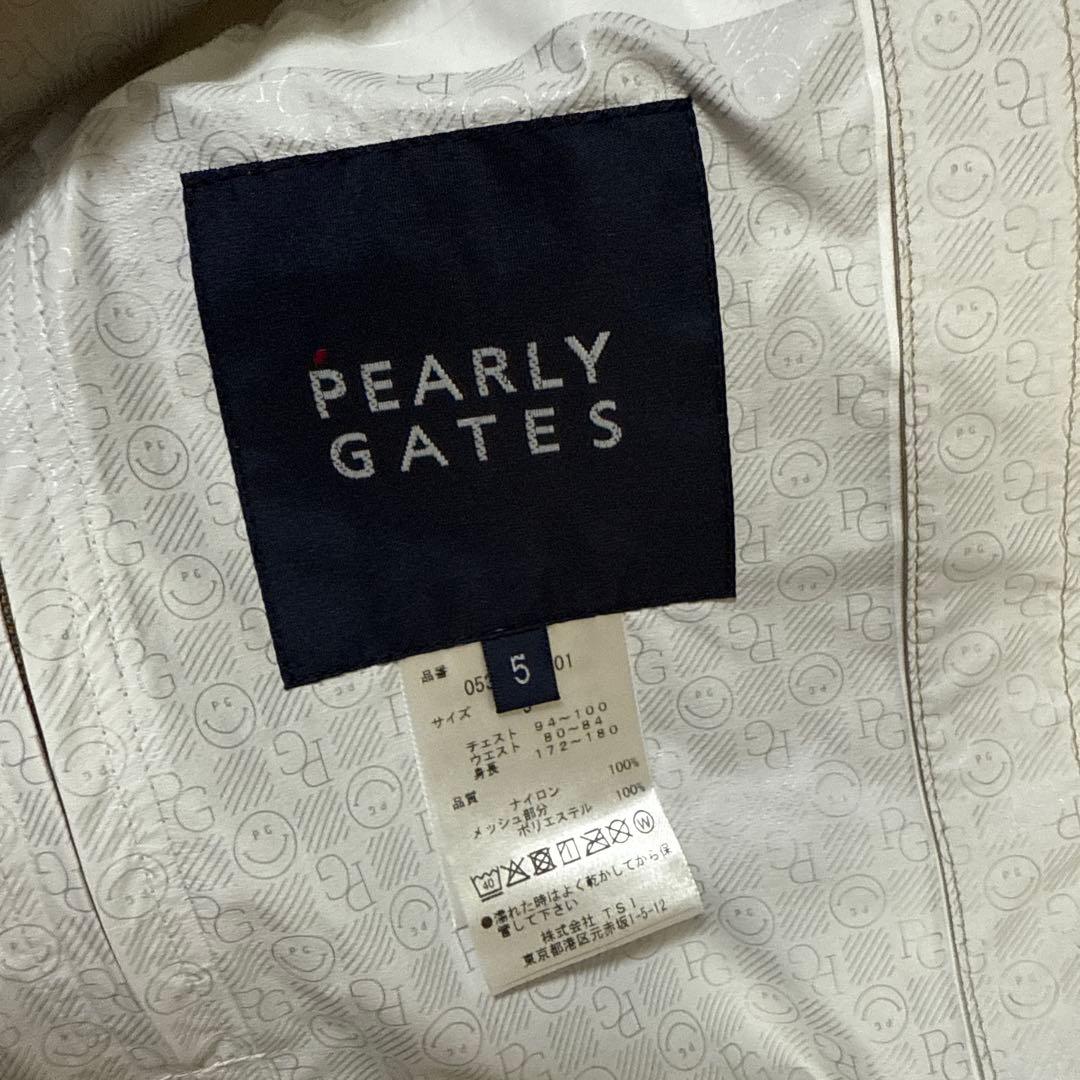 PEARLY
GATES
5
品番
053 01
サイズ
チェスト 94～100
ウエスト 80～84
身長 172～180
品質 ナイロン 100%
メッシュ部分
ポリエステル 100%
40
W
●濡れた時はよく乾かしてから保
管して下さい
株式会社 TSI
東京都港区元赤坂1-5-12
PG